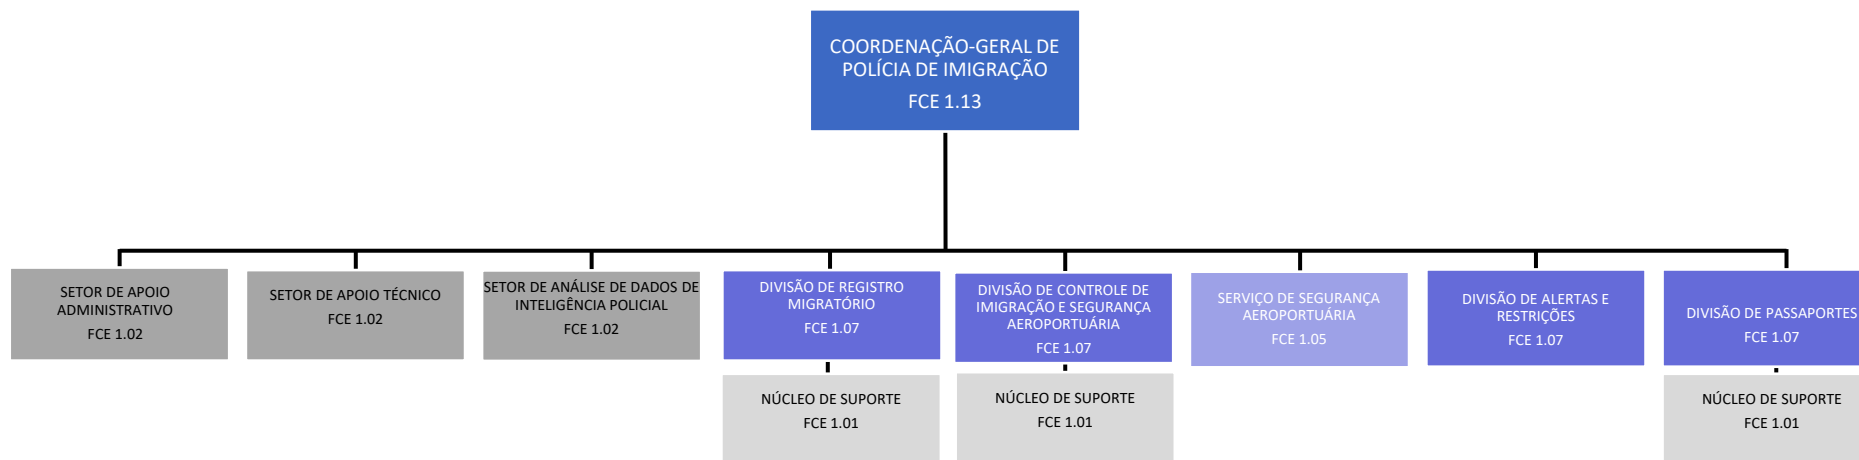 COORDENAÇÃO-GERAL DE
POLÍCIA DE IMIGRAÇÃO
FCE 1.13
SETOR DE APOIO
ADMINISTRATIVO
FCE 1.02
SETOR DE APOIO TÉCNICO
FCE 1.02
SETOR DE ANÁLISE DE DADOS DE
INTELIGÊNCIA POLICIAL
FCE 1.02
DIVISÃO DE REGISTRO
MIGRATÓRIO
FCE 1.07
DIVISÃO DE CONTROLE DE
IMIGRAÇÃO E SEGURANÇA
AEROPORTUÁRIA
FCE 1.07
SERVIÇO DE SEGURANÇA
AEROPORTUÁRIA
FCE 1.05
DIVISÃO DE ALERTAS E
RESTRIÇÕES
FCE 1.07
DIVISÃO DE PASSAPORTES
FCE 1.07
NÚCLEO DE SUPORTE
FCE 1.01
NÚCLEO DE SUPORTE
FCE 1.01
NÚCLEO DE SUPORTE
FCE 1.01